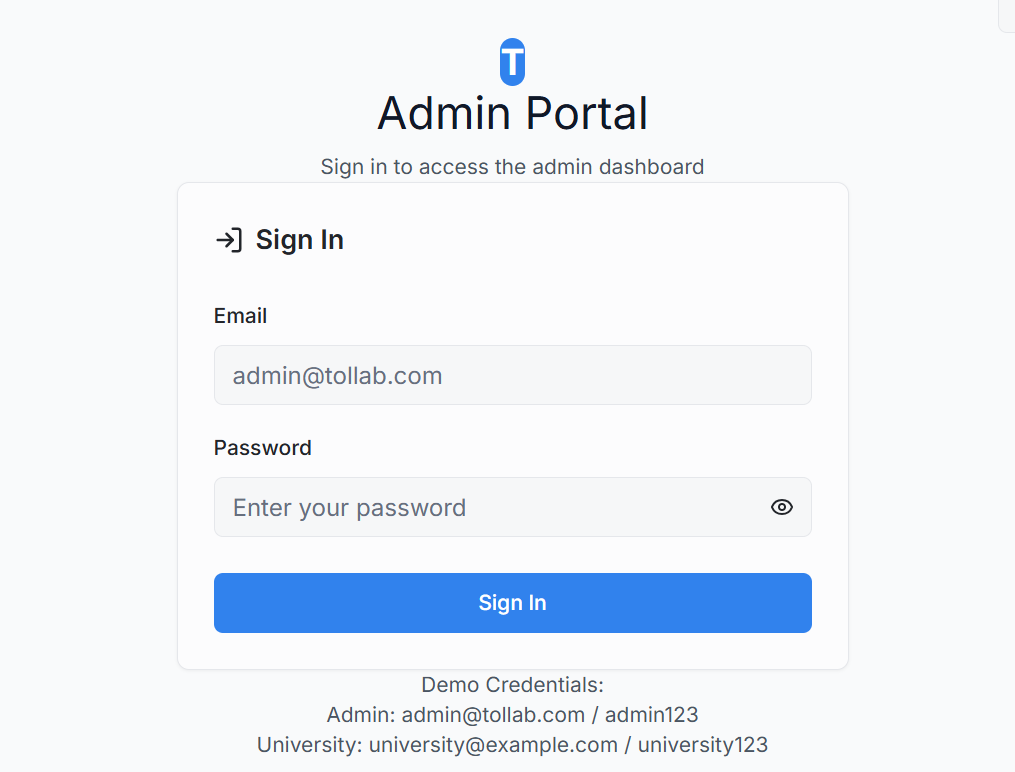 T
Admin Portal
Sign in to access the admin dashboard
Sign In
Email
admin@tollab.com
Password
Enter your password
Sign In
Demo Credentials:
Admin: admin@tollab.com / admin123
University: university@example.com / university123